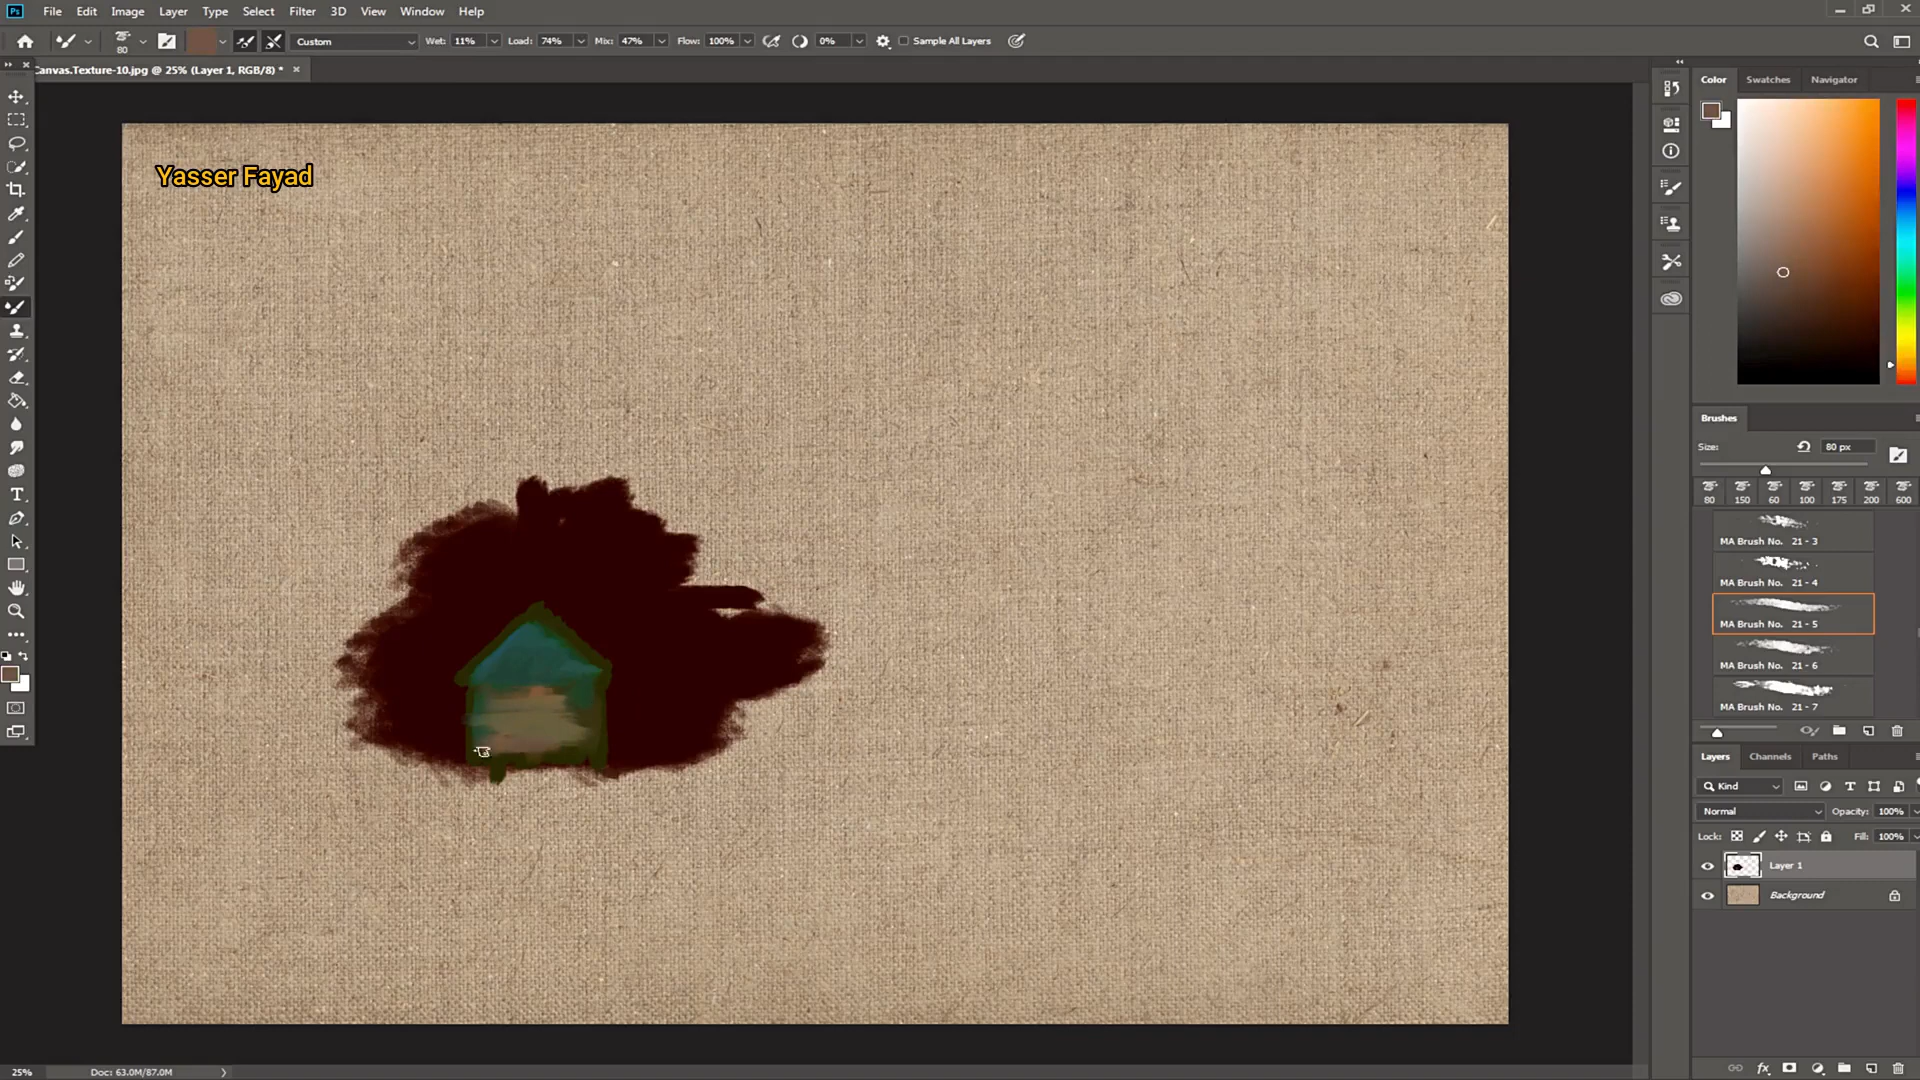 Ps File Edit Image Layer Type Select Filter 3D View Window Help
80 Custom Wet: 11% Load: 74% Mix: 47% Flow: 100% 0% Sample All Layers
Canvas.Texture-10.jpg @ 25% (Layer 1, RGB/8) *
Color Swatches Navigator
Yasser Fayad
Brushes
Size: 80 px
80 150 60 100 175 200 600
MA Brush No. 21 - 3
MA Brush No. 21 - 4
MA Brush No. 21 - 5
MA Brush No. 21 - 6
MA Brush No. 21 - 7
Layers Channels Paths
Kind
Normal Opacity: 100%
Lock: Fill: 100%
Layer 1
Background
25% Doc: 63.0M/87.0M
fx